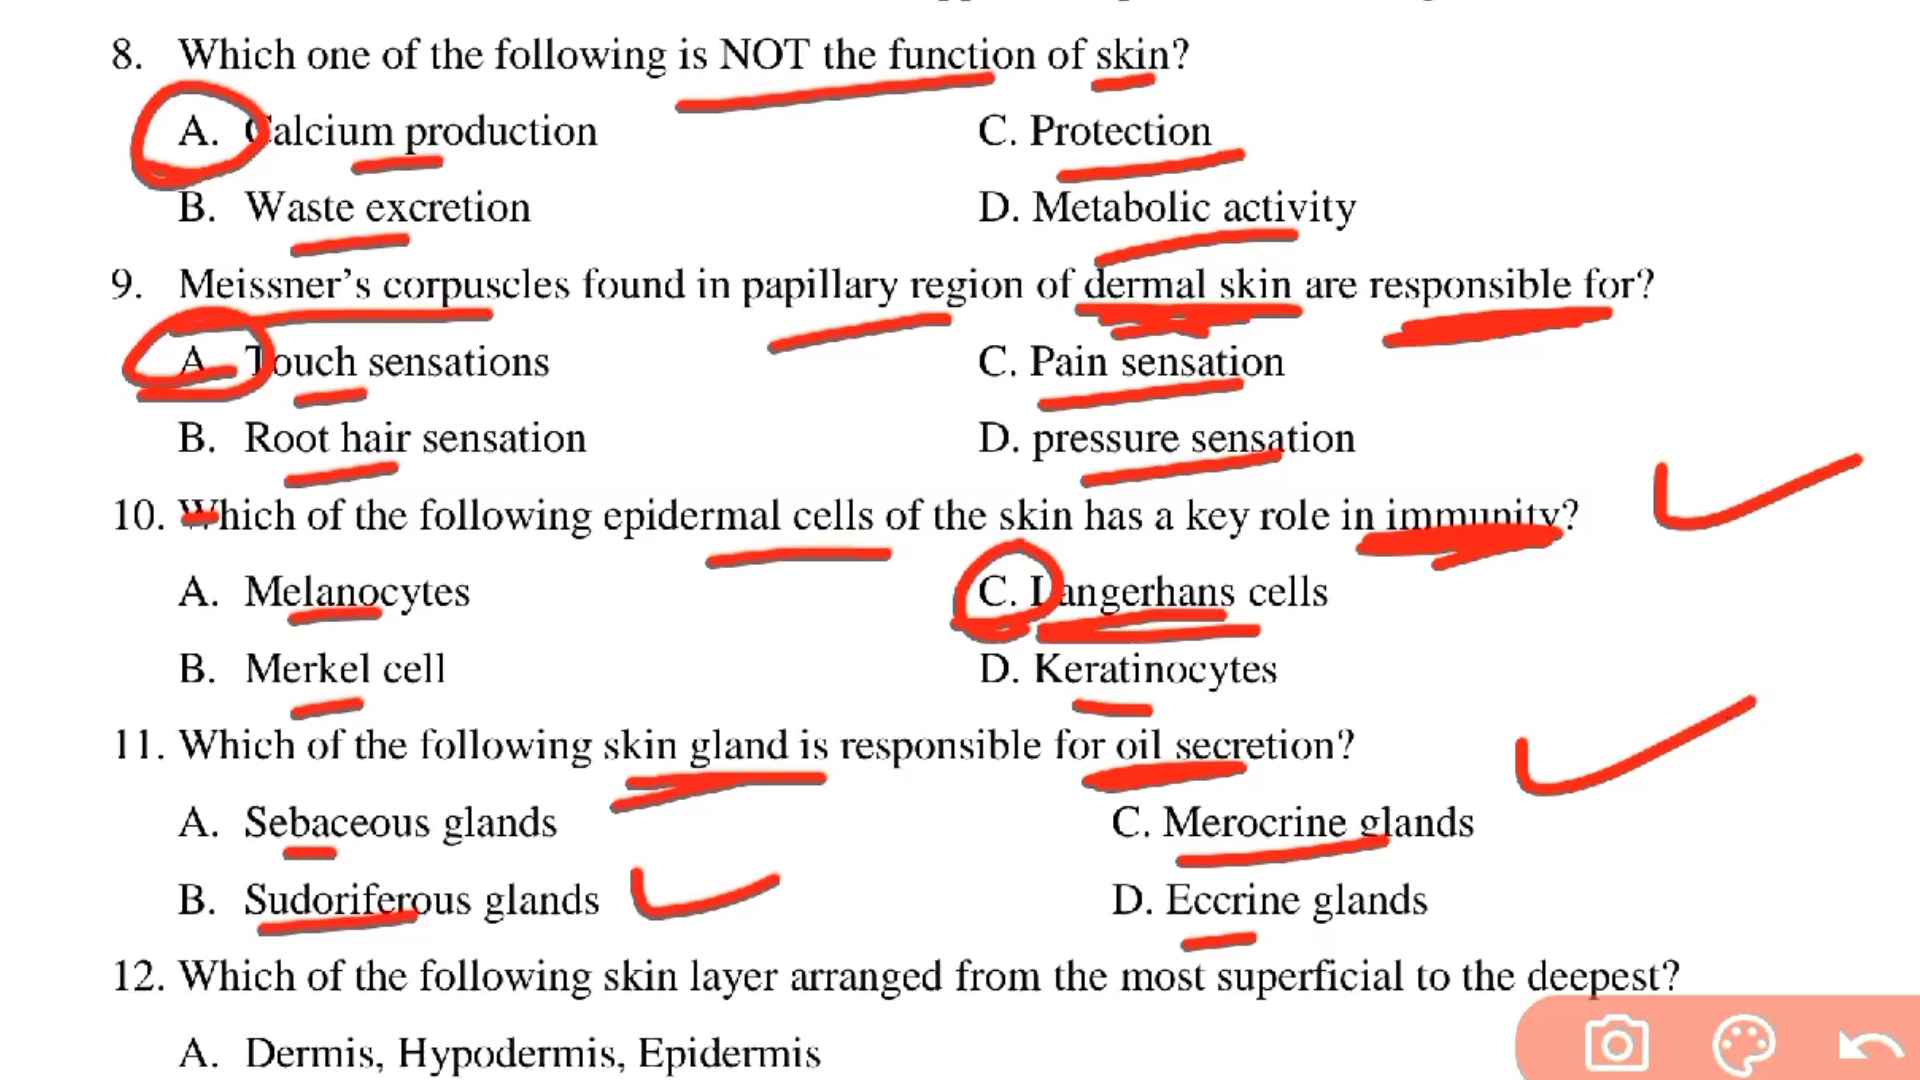 8. Which one of the following is NOT the function of skin?
A. Calcium production C. Protection
B. Waste excretion D. Metabolic activity
9. Meissner's corpuscles found in papillary region of dermal skin are responsible for?
A. Touch sensations C. Pain sensation
B. Root hair sensation D. pressure sensation
10. Which of the following epidermal cells of the skin has a key role in immunity?
A. Melanocytes C. Langerhans cells
B. Merkel cell D. Keratinocytes
11. Which of the following skin gland is responsible for oil secretion?
A. Sebaceous glands C. Merocrine glands
B. Sudoriferous glands D. Eccrine glands
12. Which of the following skin layer arranged from the most superficial to the deepest?
A. Dermis, Hypodermis, Epidermis